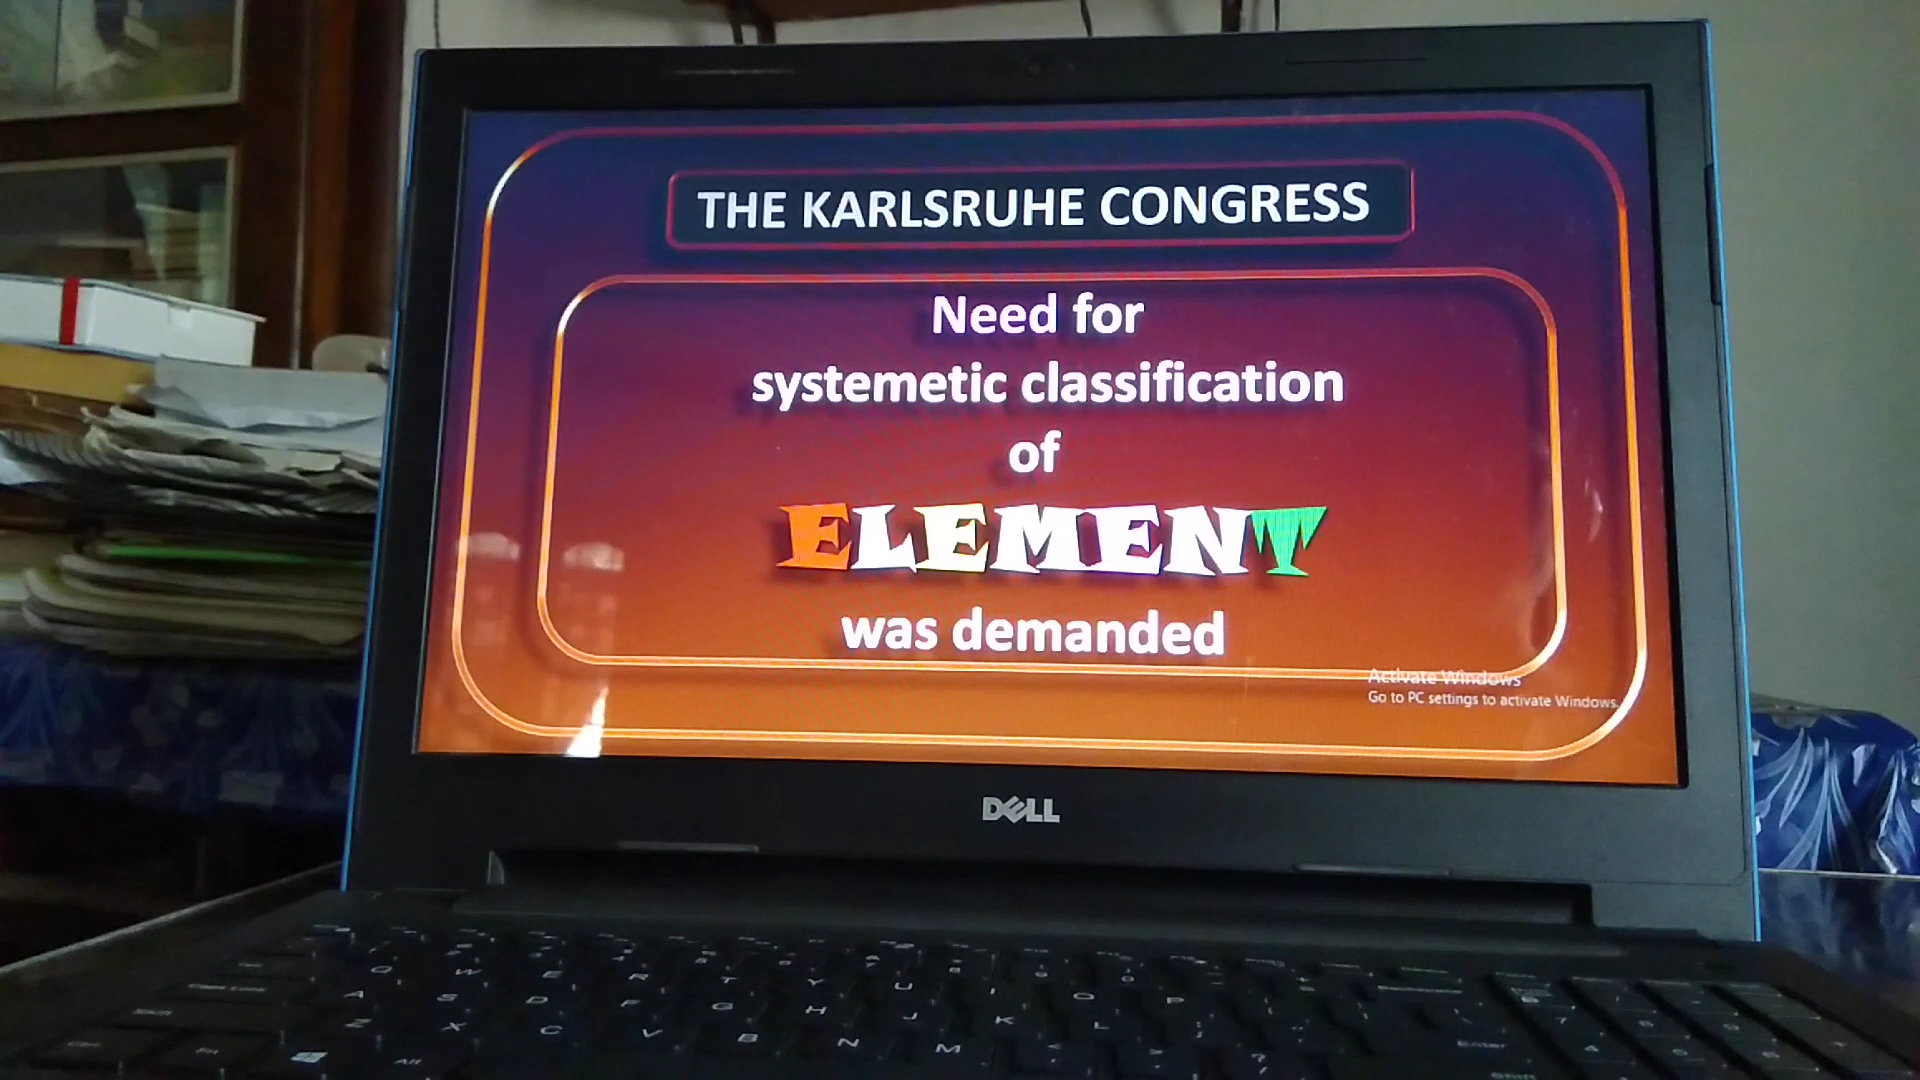 THE KARLSRUHE CONGRESS
Need for
systemetic classification
of
ELEMENT
was demanded
Activate Windows
Go to PC settings to activate Windows.
DELL
Q W E R T Y U I O P
A S D F G H J K L
Z X C V B N M
Alt